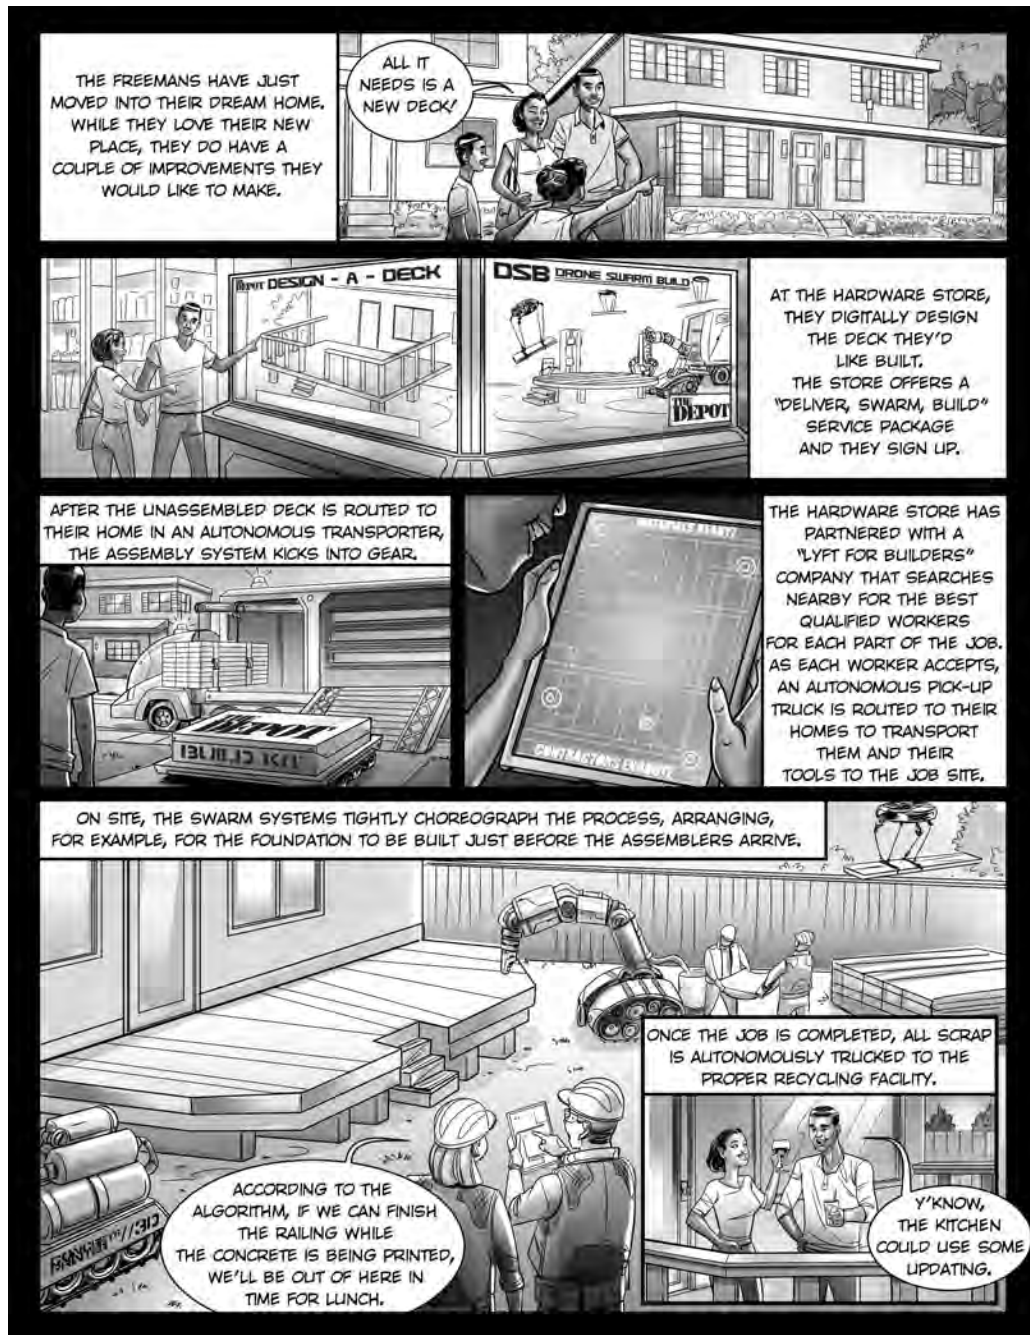 THE FREEMANS HAVE JUST
MOVED INTO THEIR DREAM HOME.
WHILE THEY LOVE THEIR NEW
PLACE, THEY DO HAVE A
COUPLE OF IMPROVEMENTS THEY
WOULD LIKE TO MAKE.
ALL IT
NEEDS IS A
NEW DECK!
DEPOT DESIGN - A - DECK
DSB DRONE SWARM BUILD
THE
DEPOT
AT THE HARDWARE STORE,
THEY DIGITALLY DESIGN
THE DECK THEY'D
LIKE BUILT.
THE STORE OFFERS A
"DELIVER, SWARM, BUILD"
SERVICE PACKAGE
AND THEY SIGN UP.
AFTER THE UNASSEMBLED DECK IS ROUTED TO
THEIR HOME IN AN AUTONOMOUS TRANSPORTER,
THE ASSEMBLY SYSTEM KICKS INTO GEAR.
THE DEPOT
BUILD KIT
CONTRACTORS EN ROUTE
THE HARDWARE STORE HAS
PARTNERED WITH A
"LYFT FOR BUILDERS"
COMPANY THAT SEARCHES
NEARBY FOR THE BEST
QUALIFIED WORKERS
FOR EACH PART OF THE JOB.
AS EACH WORKER ACCEPTS,
AN AUTONOMOUS PICK-UP
TRUCK IS ROUTED TO THEIR
HOMES TO TRANSPORT
THEM AND THEIR
TOOLS TO THE JOB SITE.
ON SITE, THE SWARM SYSTEMS TIGHTLY CHOREOGRAPH THE PROCESS, ARRANGING,
FOR EXAMPLE, FOR THE FOUNDATION TO BE BUILT JUST BEFORE THE ASSEMBLERS ARRIVE.
ACCORDING TO THE
ALGORITHM, IF WE CAN FINISH
THE RAILING WHILE
THE CONCRETE IS BEING PRINTED,
WE'LL BE OUT OF HERE IN
TIME FOR LUNCH.
ONCE THE JOB IS COMPLETED, ALL SCRAP
IS AUTONOMOUSLY TRUCKED TO THE
PROPER RECYCLING FACILITY.
Y'KNOW,
THE KITCHEN
COULD USE SOME
UPDATING.